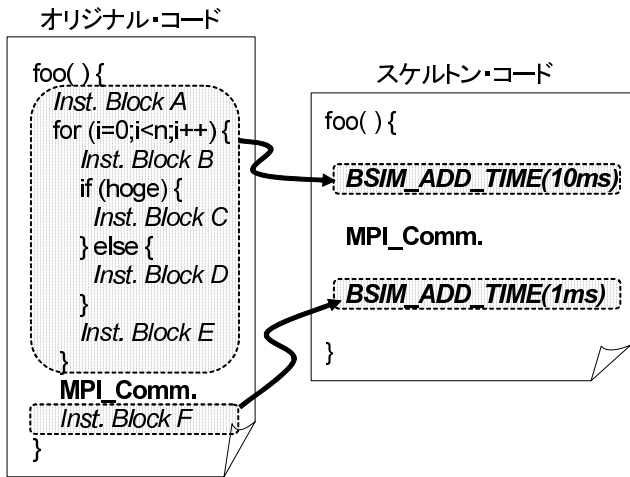 オリジナル・コード
foo( ) {
Inst. Block A
for (i=0;i<n;i++) {
Inst. Block B
if (hoge) {
Inst. Block C
} else {
Inst. Block D
}
Inst. Block E
}
MPI_Comm.
Inst. Block F
}
スケルトン・コード
foo( ) {
BSIM_ADD_TIME(10ms)
MPI_Comm.
BSIM_ADD_TIME(1ms)
}